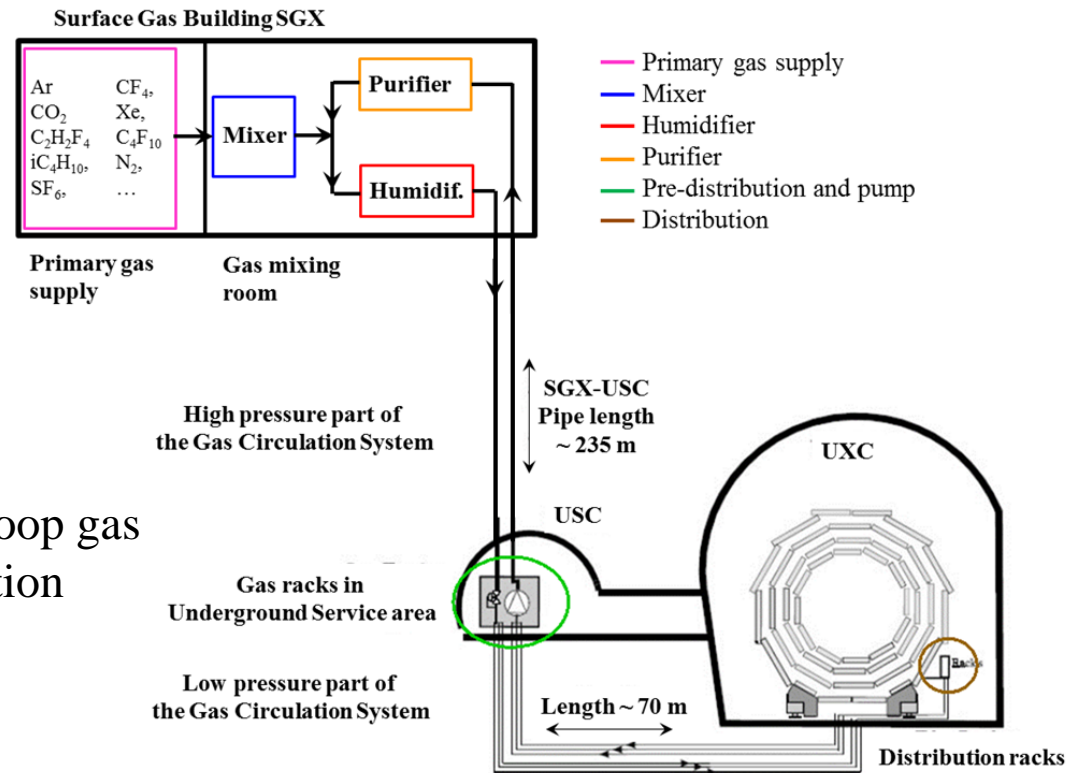 Surface Gas Building SGX
Ar CF₄,
CO₂ Xe,
C₂H₂F₄ C₄F₁₀
iC₄H₁₀, N₂,
SF₆, …
Mixer
Purifier
Humidif.
Primary gas supply
Mixer
Humidifier
Purifier
Pre-distribution and pump
Distribution
Primary gas
supply
Gas mixing
room
High pressure part of
the Gas Circulation System
SGX-USC
Pipe length
~ 235 m
UXC
USC
oop gas
tion
Gas racks in
Underground Service area
Racks
Low pressure part of
the Gas Circulation System
Length ~ 70 m
Distribution racks